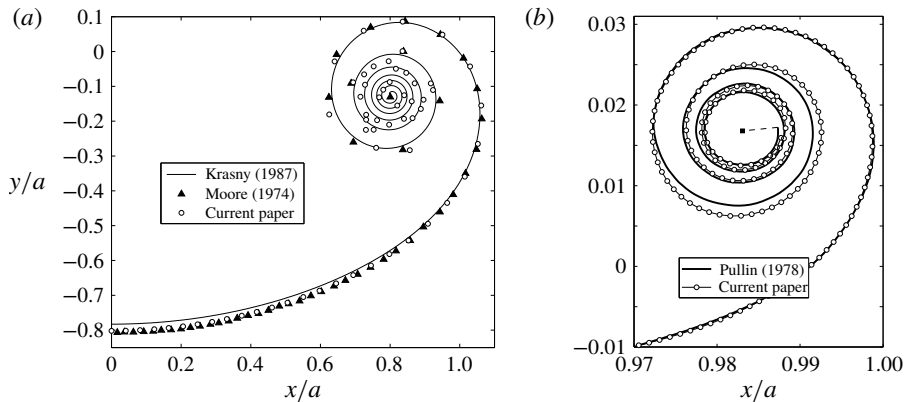 (a)
0.1
0
−0.1
−0.2
−0.3
y/a
−0.4
−0.5
−0.6
−0.7
−0.8
Krasny (1987)
Moore (1974)
Current paper
0 0.2 0.4 0.6 0.8 1.0
x/a
(b)
0.03
0.02
0.01
0
−0.01
Pullin (1978)
Current paper
0.97 0.98 0.99 1.00
x/a